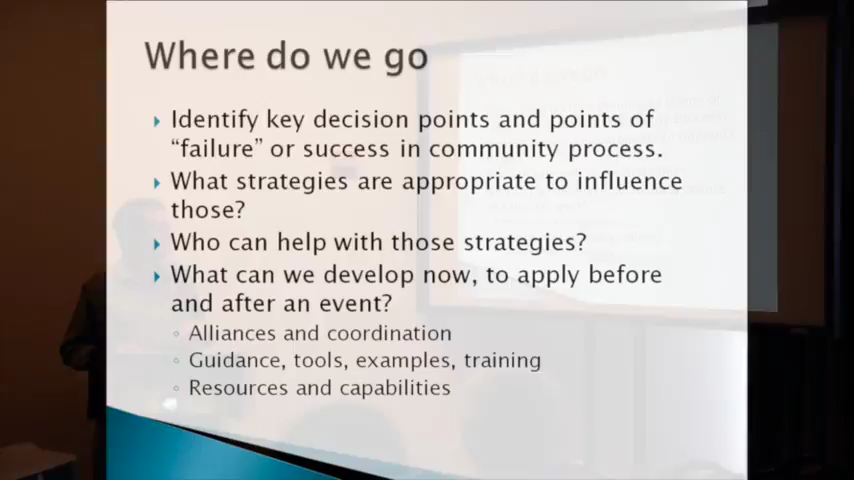 Where do we go
Identify key decision points and points of
“failure” or success in community process.
What strategies are appropriate to influence
those?
Who can help with those strategies?
What can we develop now, to apply before
and after an event?
Alliances and coordination
Guidance, tools, examples, training
Resources and capabilities